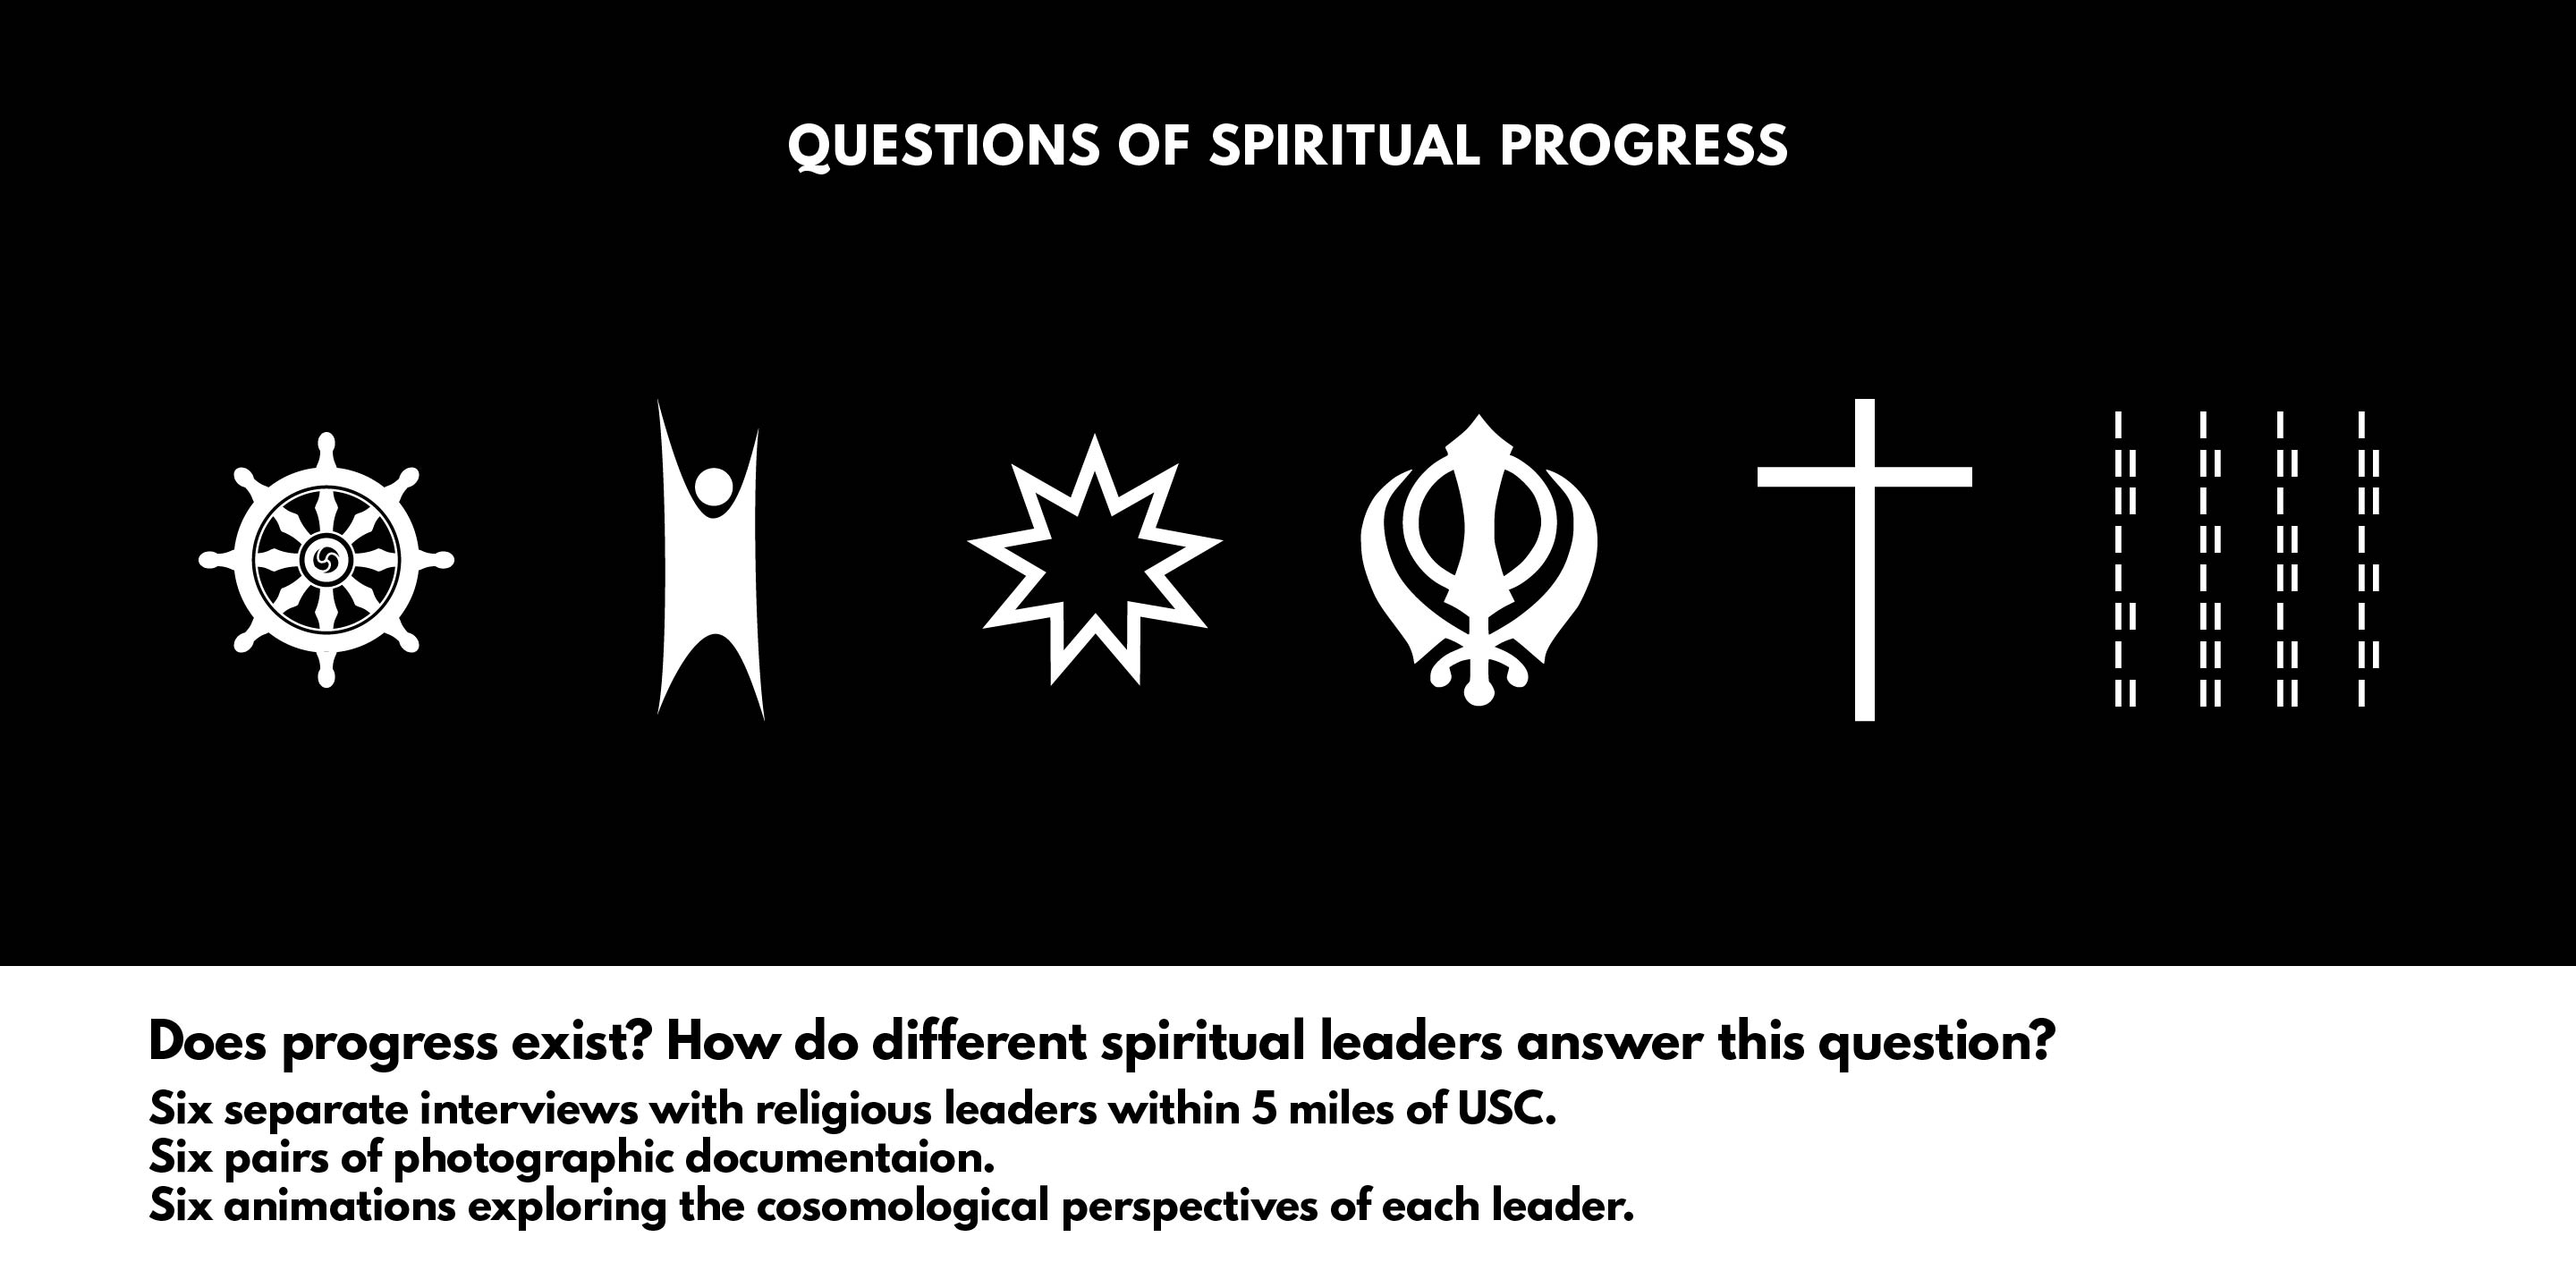 QUESTIONS OF SPIRITUAL PROGRESS
Does progress exist? How do different spiritual leaders answer this question?
Six separate interviews with religious leaders within 5 miles of USC.
Six pairs of photographic documentaion.
Six animations exploring the cosomological perspectives of each leader.